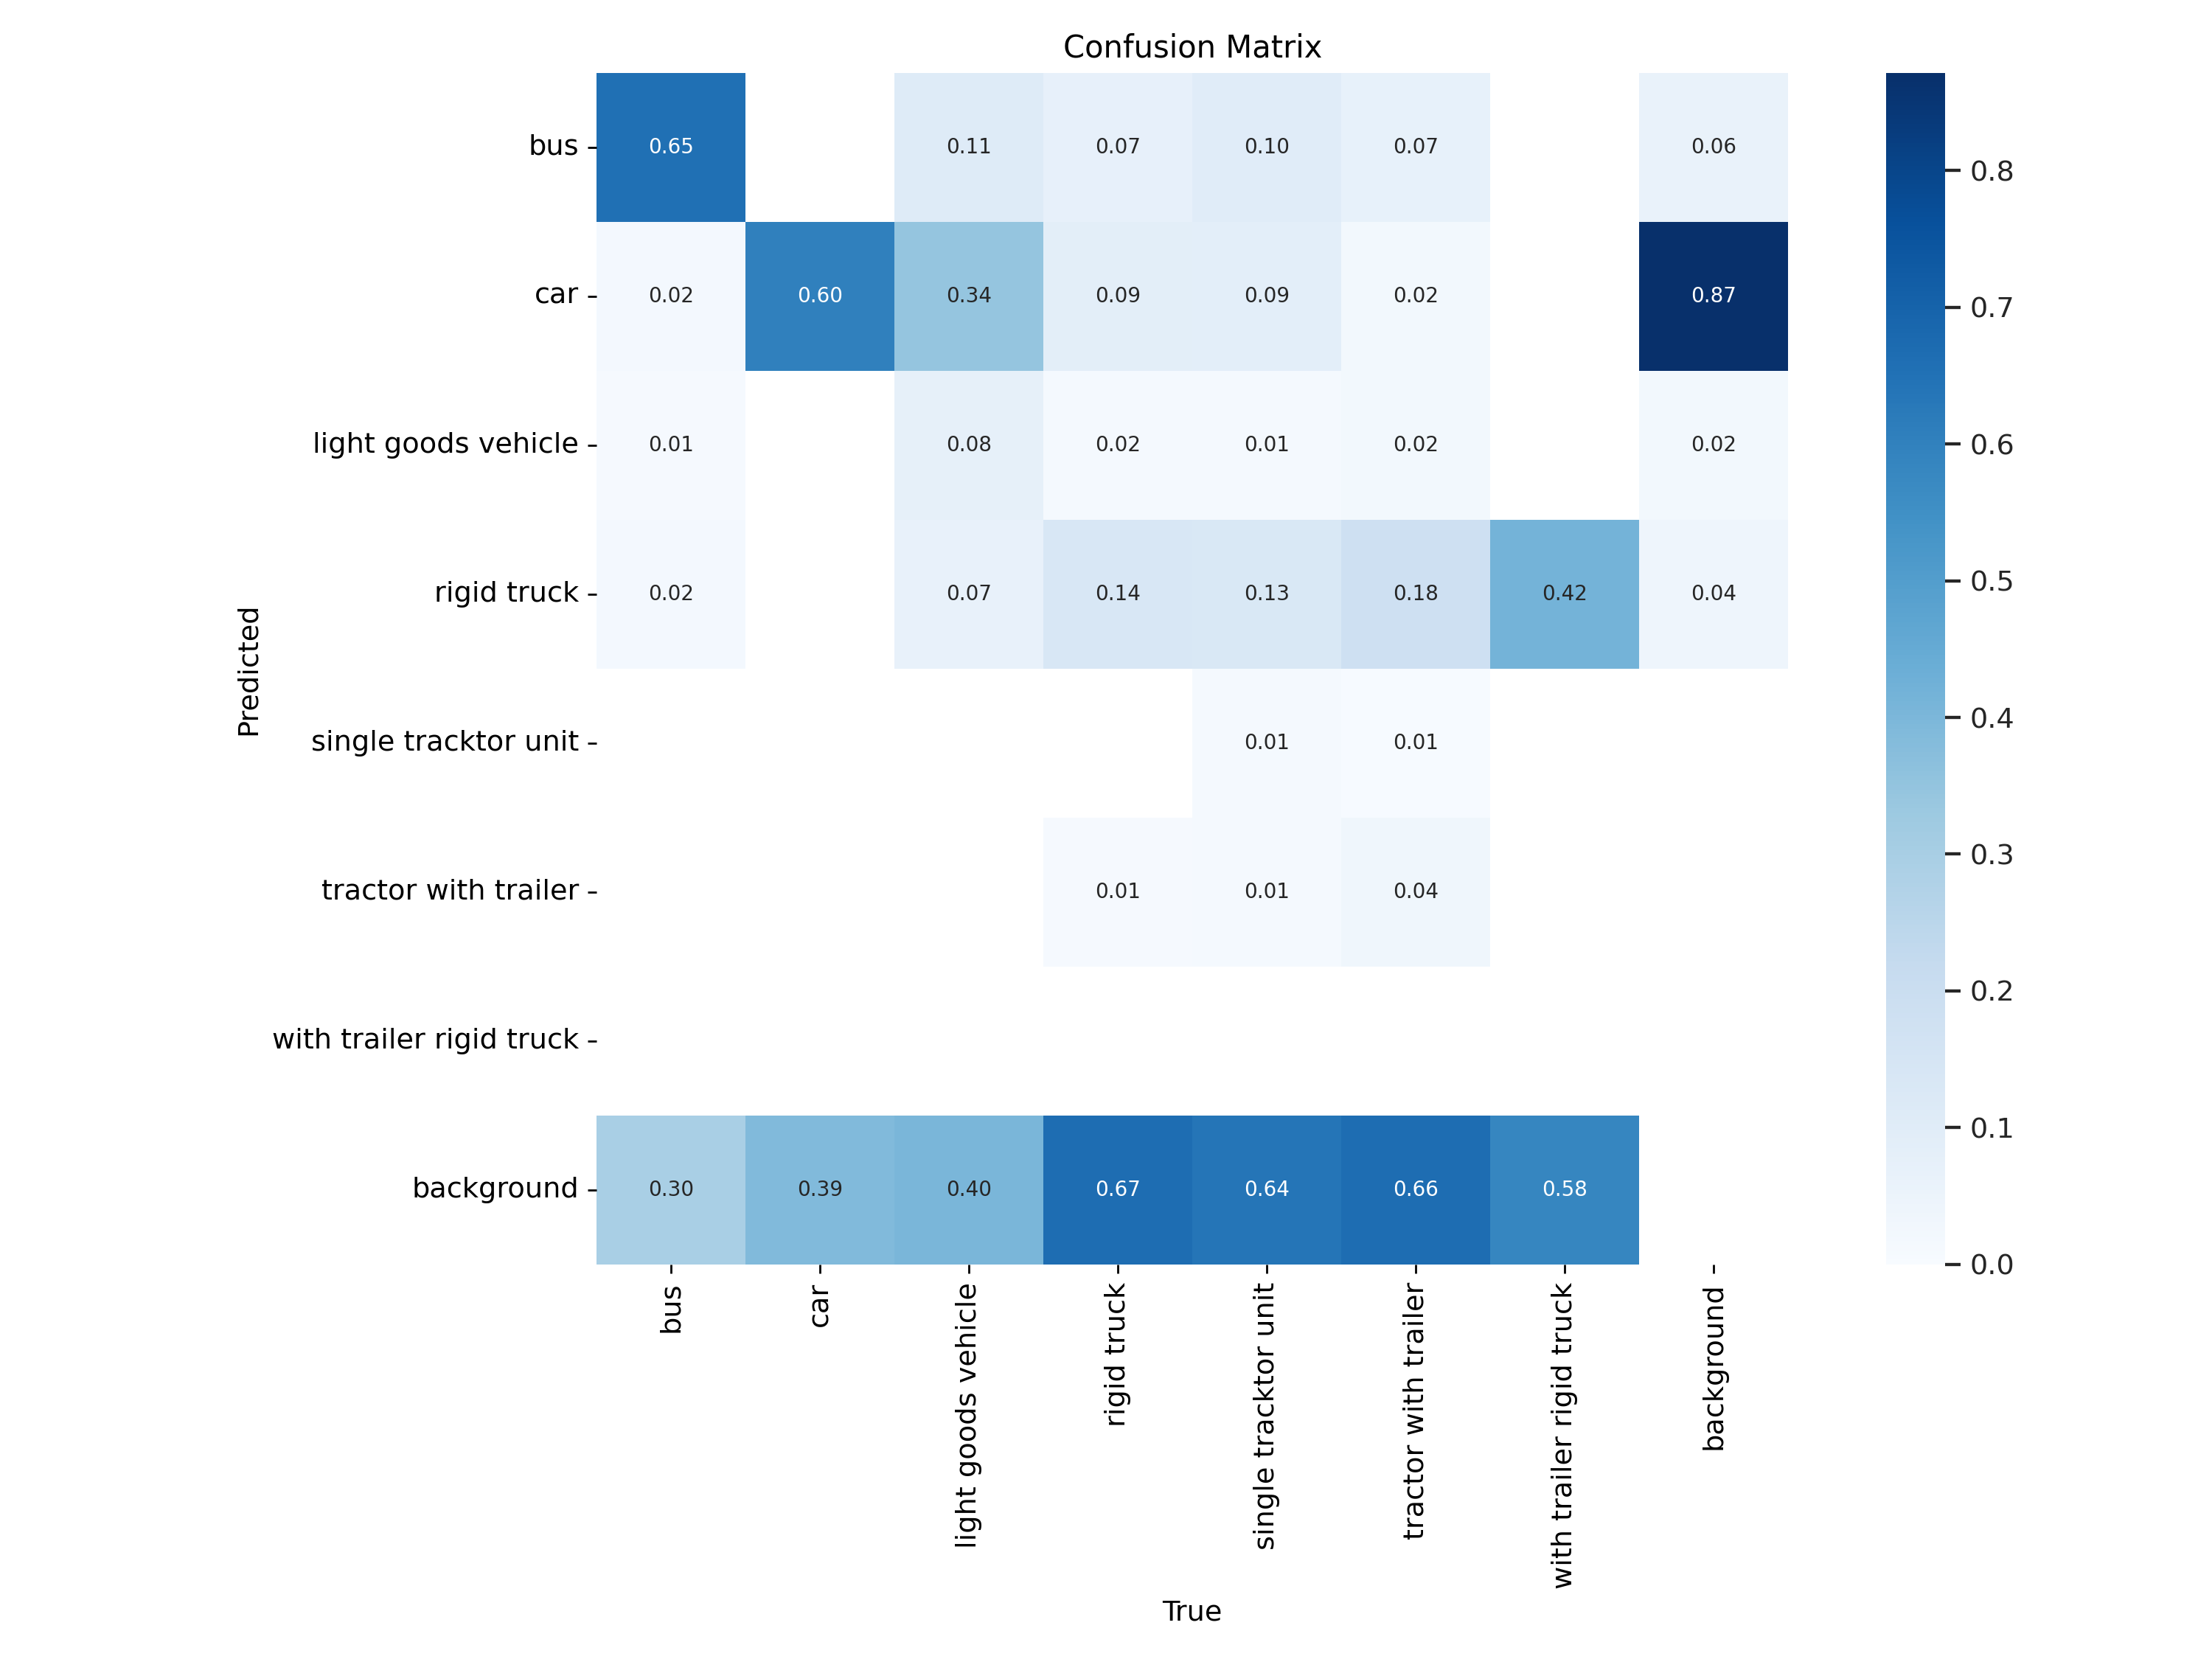 Confusion Matrix
bus
0.65
0.11
0.07
0.10
0.07
0.06
car
0.02
0.60
0.34
0.09
0.09
0.02
0.87
light goods vehicle
0.01
0.08
0.02
0.01
0.02
0.02
rigid truck
0.02
0.07
0.14
0.13
0.18
0.42
0.04
single tracktor unit
0.01
0.01
tractor with trailer
0.01
0.01
0.04
with trailer rigid truck
background
0.30
0.39
0.40
0.67
0.64
0.66
0.58
Predicted
bus
car
light goods vehicle
rigid truck
single tracktor unit
tractor with trailer
with trailer rigid truck
background
True
0.8
0.7
0.6
0.5
0.4
0.3
0.2
0.1
0.0